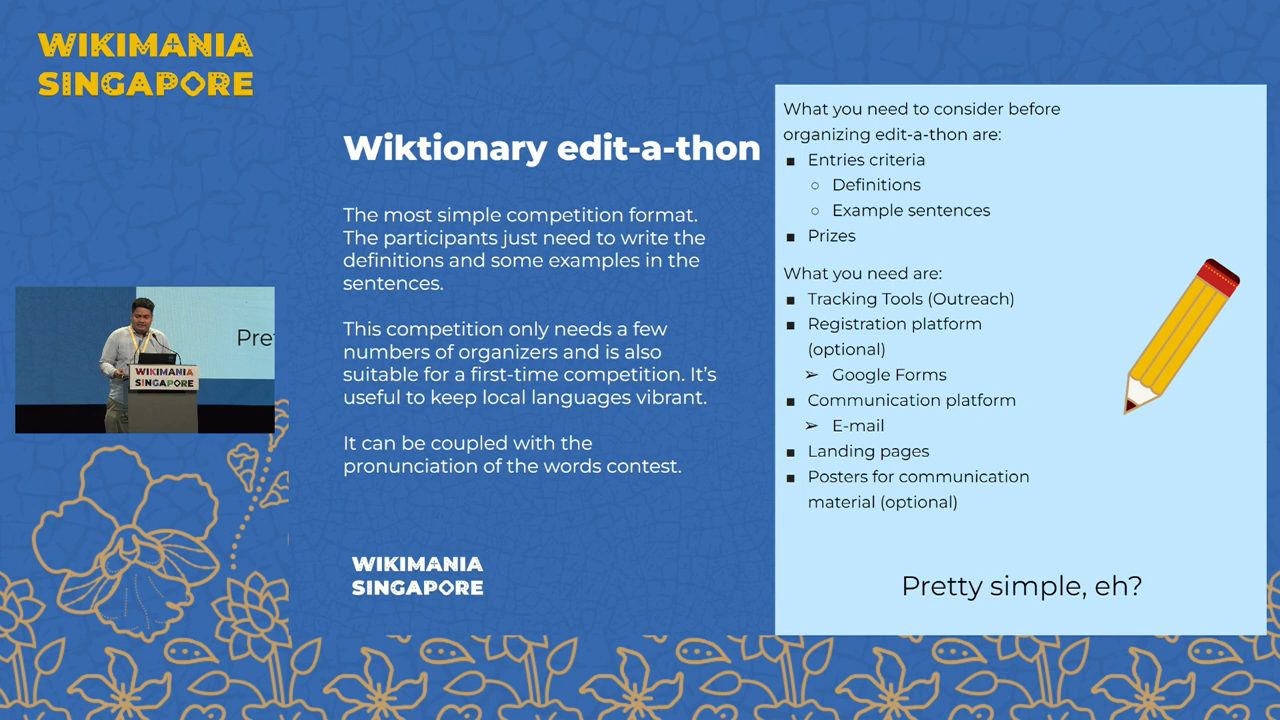 WIKIMANIA
SINGAPORE
Wiktionary edit-a-thon
The most simple competition format.
The participants just need to write the
definitions and some examples in the
sentences.
This competition only needs a few
numbers of organizers and is also
suitable for a first-time competition. It’s
useful to keep local languages vibrant.
It can be coupled with the
pronunciation of the words contest.
WIKIMANIA
SINGAPORE
What you need to consider before
organizing edit-a-thon are:
▪ Entries criteria
○ Definitions
○ Example sentences
▪ Prizes
What you need are:
▪ Tracking Tools (Outreach)
▪ Registration platform
(optional)
➢ Google Forms
▪ Communication platform
➢ E-mail
▪ Landing pages
▪ Posters for communication
material (optional)
Pretty simple, eh?
Pre
WIKIMANIA
SINGAPORE